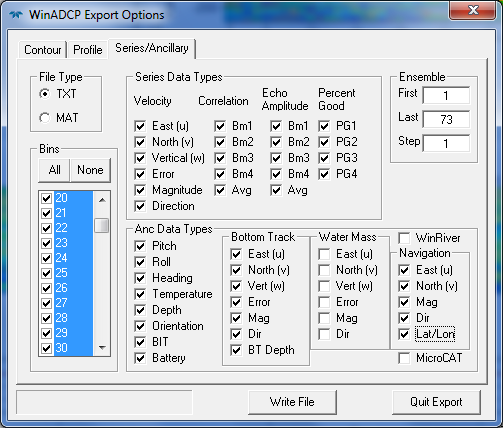 WinADCP Export Options
Contour Profile Series/Ancillary
File Type
TXT
MAT
Bins
All None
20
21
22
23
24
25
26
27
28
29
30
Series Data Types
Velocity
East (u)
North (v)
Vertical (w)
Error
Magnitude
Direction
Correlation
Bm1
Bm2
Bm3
Bm4
Avg
Echo
Amplitude
Bm1
Bm2
Bm3
Bm4
Avg
Percent
Good
PG1
PG2
PG3
PG4
Ensemble
First 1
Last 73
Step 1
Anc Data Types
Pitch
Roll
Heading
Temperature
Depth
Orientation
BIT
Battery
Bottom Track
East (u)
North (v)
Vert (w)
Error
Mag
Dir
BT Depth
Water Mass
East (u)
North (v)
Vert (w)
Error
Mag
Dir
WinRiver
Navigation
East (u)
North (v)
Mag
Dir
Lat/Lon
MicroCAT
Write File
Quit Export